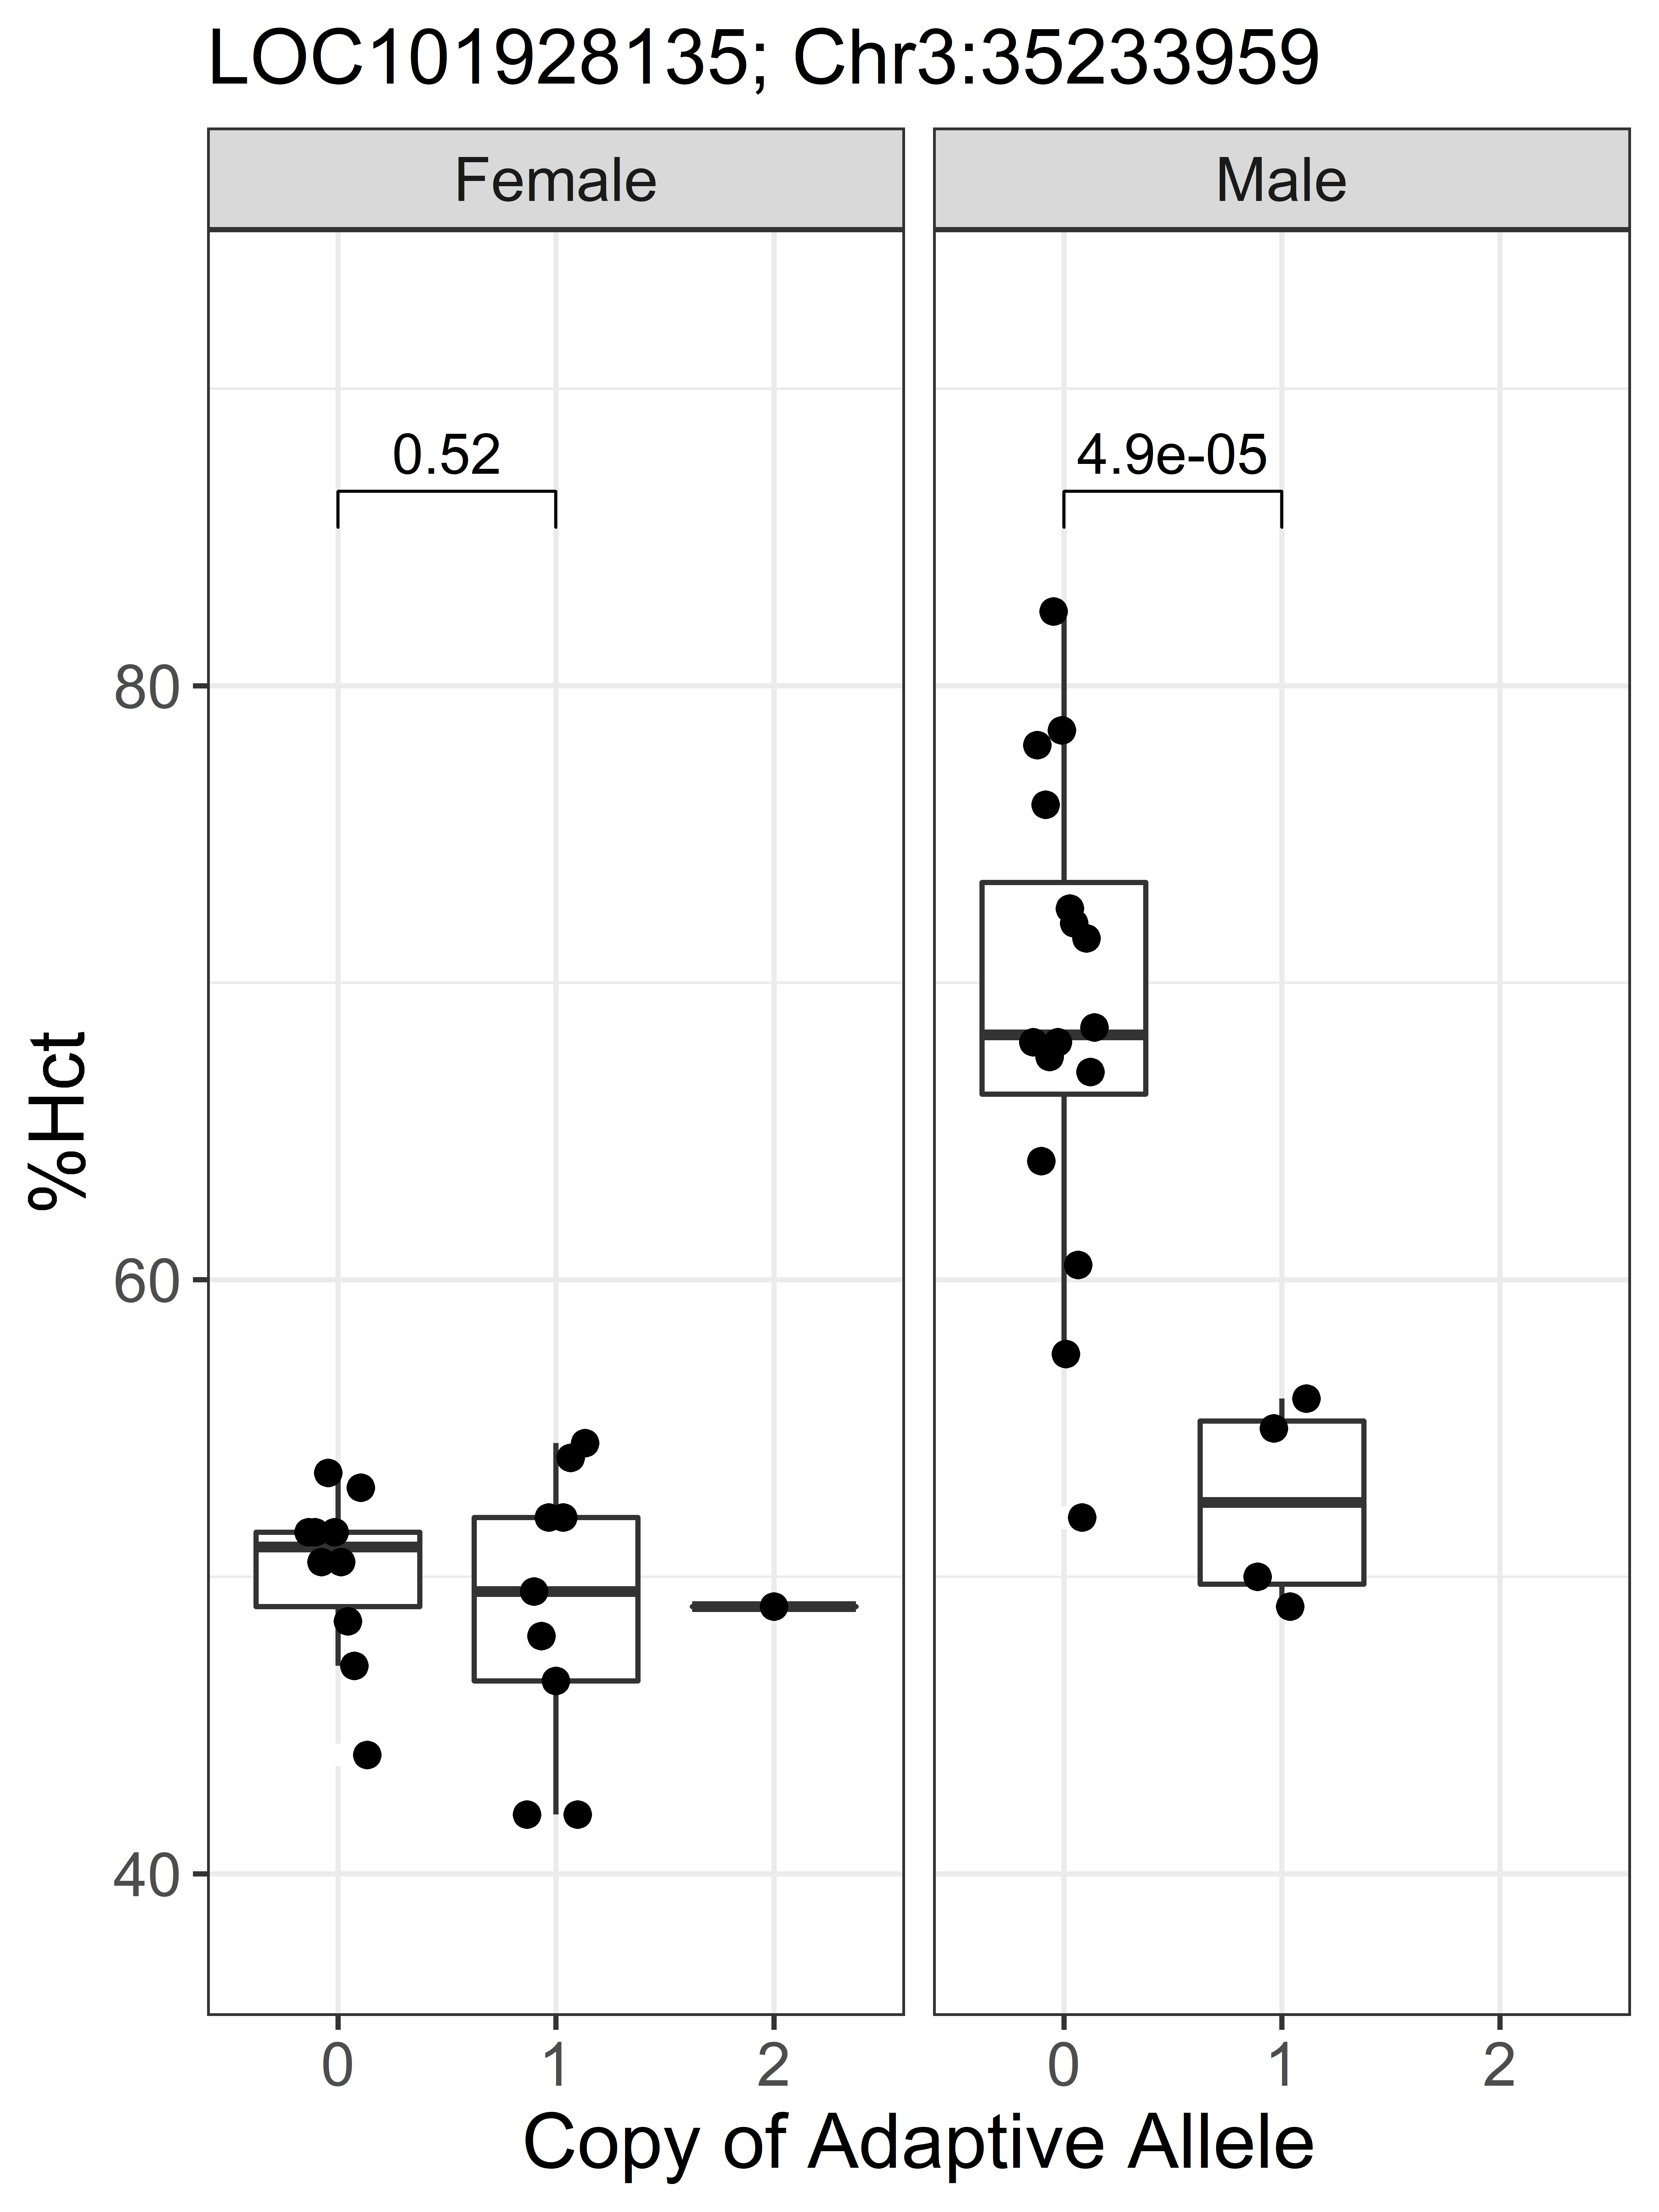 LOC101928135; Chr3:35233959
Female
Male
0.52
4.9e-05
%Hct
80
60
40
0 1 2
0 1 2
Copy of Adaptive Allele